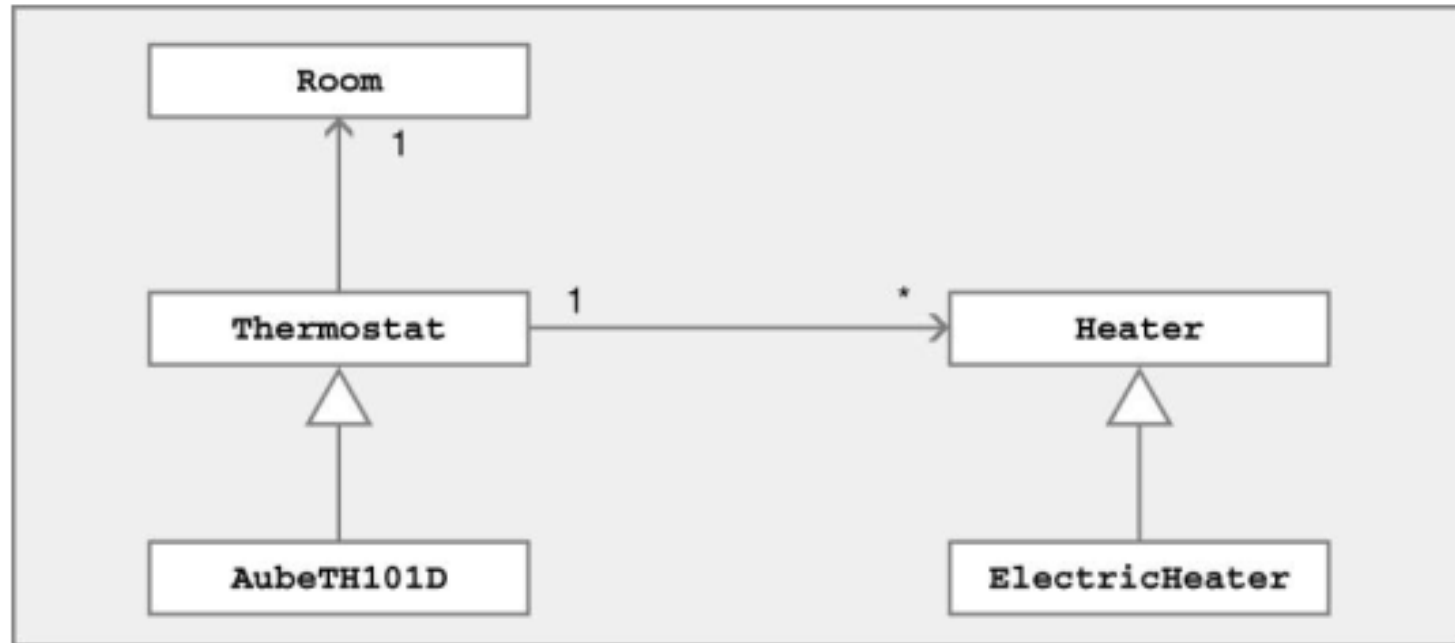 Room
1
Thermostat
1
*
Heater
AubeTH101D
ElectricHeater